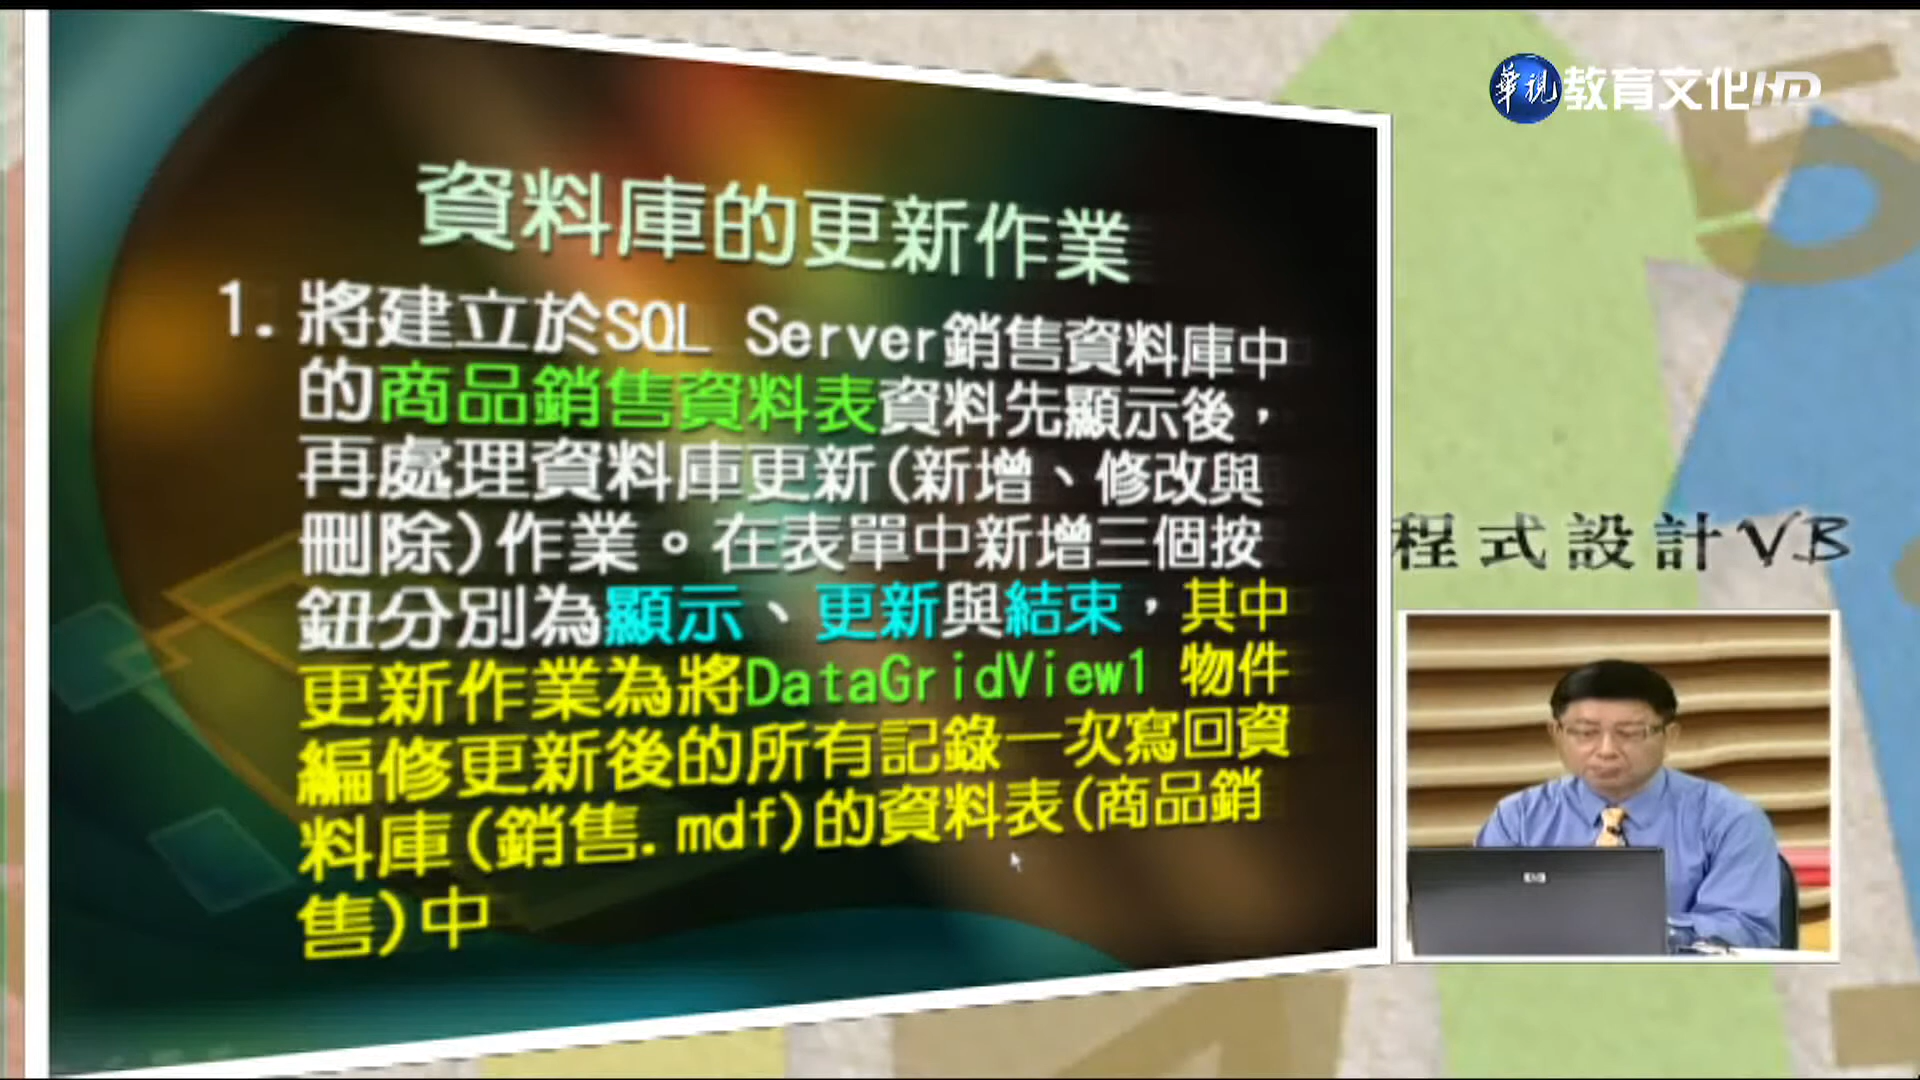 華視 教育文化HD
資料庫的更新作業
1. 將建立於SQL Server銷售資料庫中
的商品銷售資料表資料先顯示後，
再處理資料庫更新(新增、修改與
刪除)作業。在表單中新增三個按
鈕分別為顯示、更新與結束，其中
更新作業為將DataGridView1 物件
編修更新後的所有記錄一次寫回資
料庫(銷售.mdf)的資料表(商品銷
售)中
程式設計VB
hp